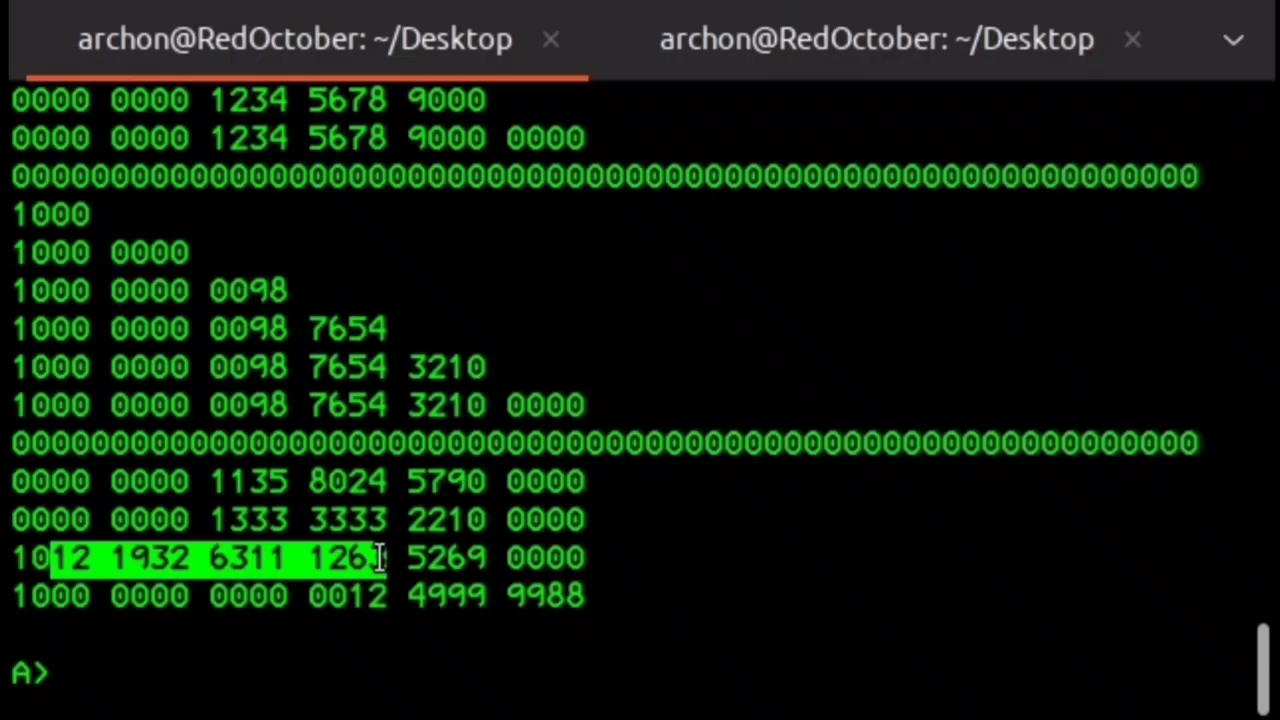 archon@RedOctober: ~/Desktop × archon@RedOctober: ~/Desktop ×
0000 0000 1234 5678 9000
0000 0000 1234 5678 9000 0000
000000000000000000000000000000000000000000000000000000000000
1000
1000 0000
1000 0000 0098
1000 0000 0098 7654
1000 0000 0098 7654 3210
1000 0000 0098 7654 3210 0000
000000000000000000000000000000000000000000000000000000000000
0000 0000 1135 8024 5790 0000
0000 0000 1333 3333 2210 0000
1012 1932 6311 1263 5269 0000
1000 0000 0000 0012 4999 9988
A>